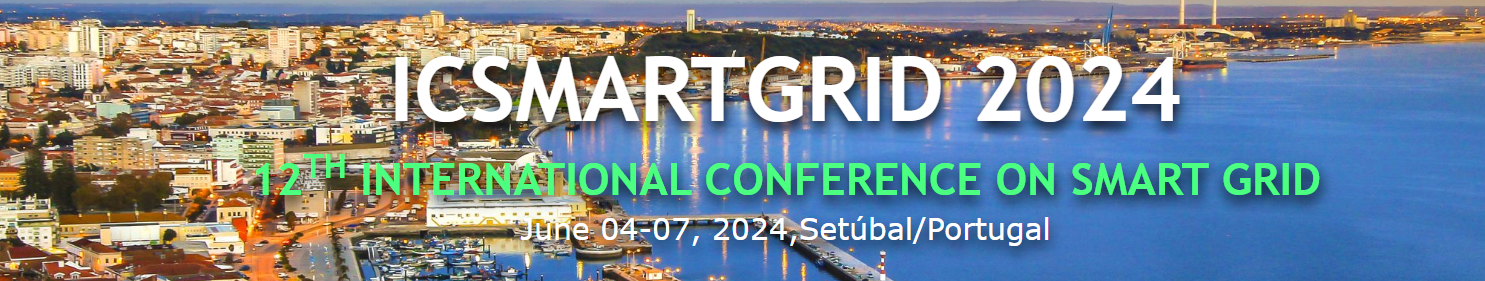 ICSMARTGRID 2024
12TH INTERNATIONAL CONFERENCE ON SMART GRID
June 04-07, 2024,Setúbal/Portugal